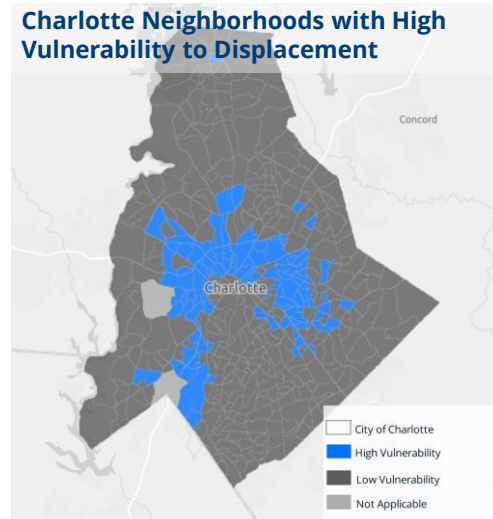 Charlotte Neighborhoods with High
Vulnerability to Displacement
Concord
Charlotte
City of Charlotte
High Vulnerability
Low Vulnerability
Not Applicable